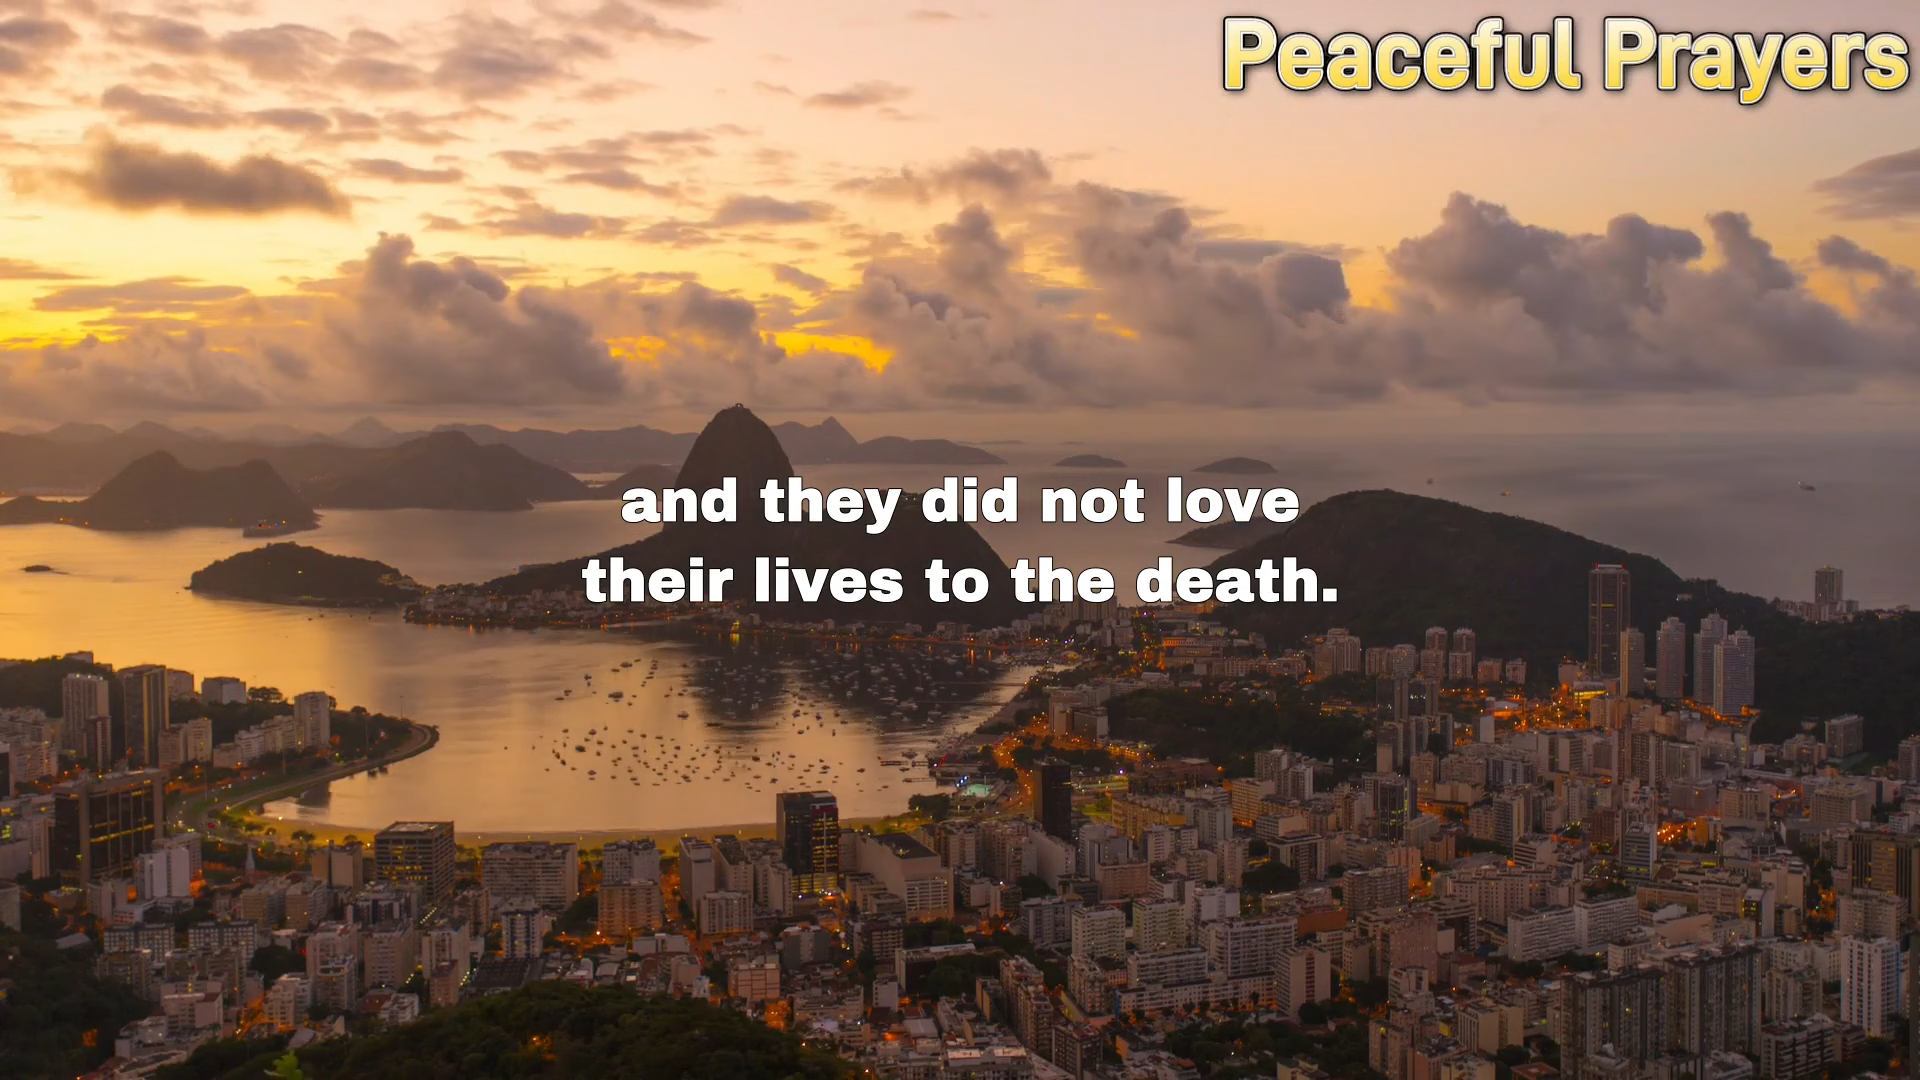 Peaceful Prayers
and they did not love
their lives to the death.